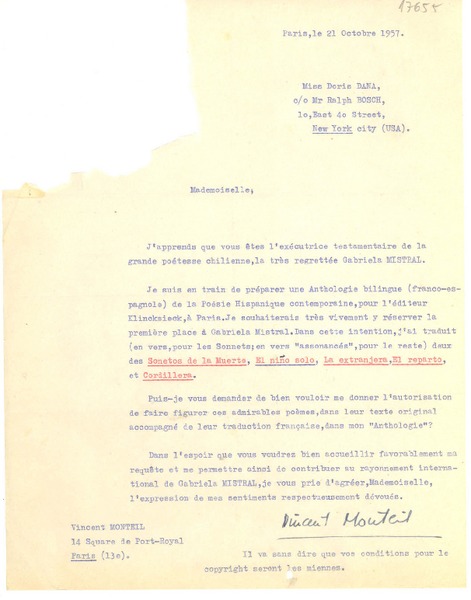 17655
Paris,le 21 Octobre 1957.
Miss Doris DANA,
c/o Mr Ralph BOSCH,
1o,East 4o Street,
New York city (USA).
Mademoiselle,
J'apprends que vous êtes l'exécutrice testamentaire de la
grande poétesse chilienne,la très regrettée Gabriela MISTRAL.
Je suis en train de préparer une Anthologie bilingue (franco-es-
pagnole) de la Poésie Hispanique contemporaine,pour l'éditeur
Klincksieck,à Paris.Je souhaiterais très vivement y réserver la
première place à Gabriela Mistral.Dans cette intention,j'ai traduit
(en vers,pour les Sonnets;en vers "assonancés",pour le reste) deux
des Sonetos de la Muerte, El niño solo, La extranjera,El reparto,
et Cordillera.
Puis-je vous demander de bien vouloir me donner l'autorisation
de faire figurer ces admirables poèmes,dans leur texte original
accompagné de leur traduction française,dans mon "Anthologie"?
Dans l'espoir que vous voudrez bien accueillir favorablement ma
requête et me permettre ainsi de contribuer au rayonnement interna-
tional de Gabriela MISTRAL,je vous prie d'agréer,Mademoiselle,
l'expression de mes sentiments respectueusement dévoués.
Vincent Monteil
Vincent MONTEIL
14 Square de Port-Royal
Paris (13e)
Il va sans dire que vos conditions pour le
copyright seront les miennes.